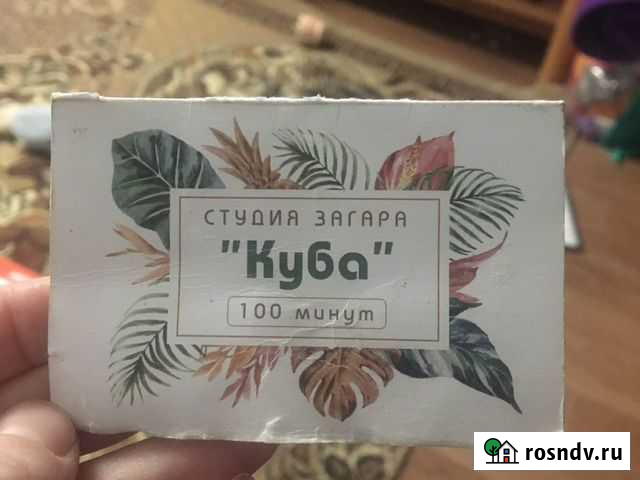 СТУДИЯ ЗАГАРА
"Куба"
100 минут
rosndv.ru